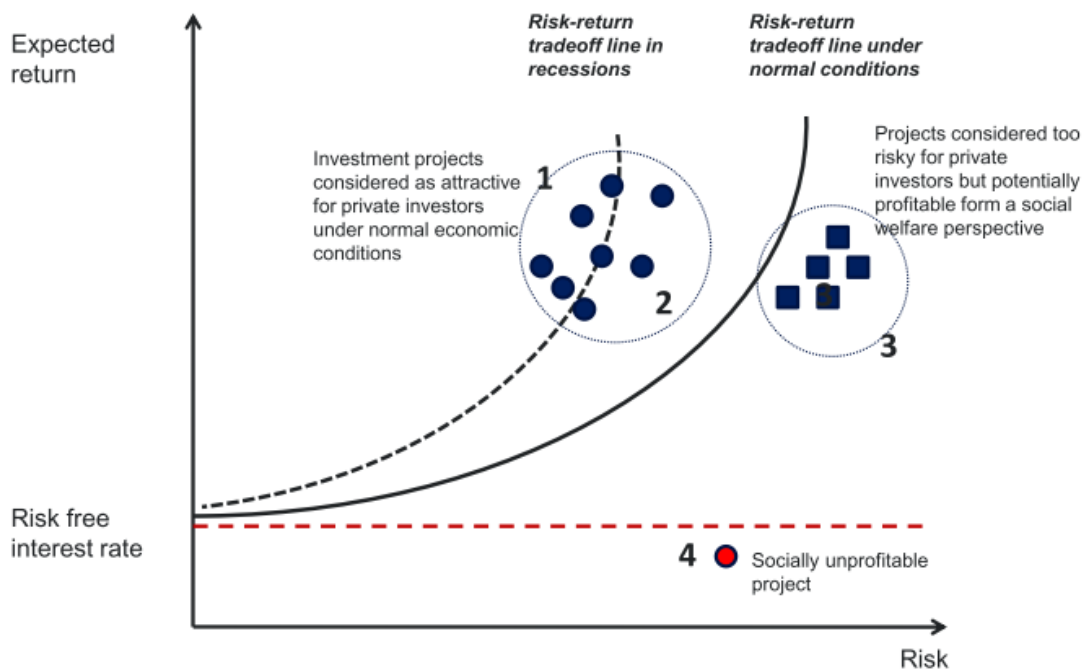 Expected
return
Risk-return
tradeoff line in
recessions
Risk-return
tradeoff line under
normal conditions
Investment projects
considered as attractive
for private investors
under normal economic
conditions
1
2
Projects considered too
risky for private
investors but potentially
profitable form a social
welfare perspective
3
3
Risk free
interest rate
4
Socially unprofitable
project
Risk